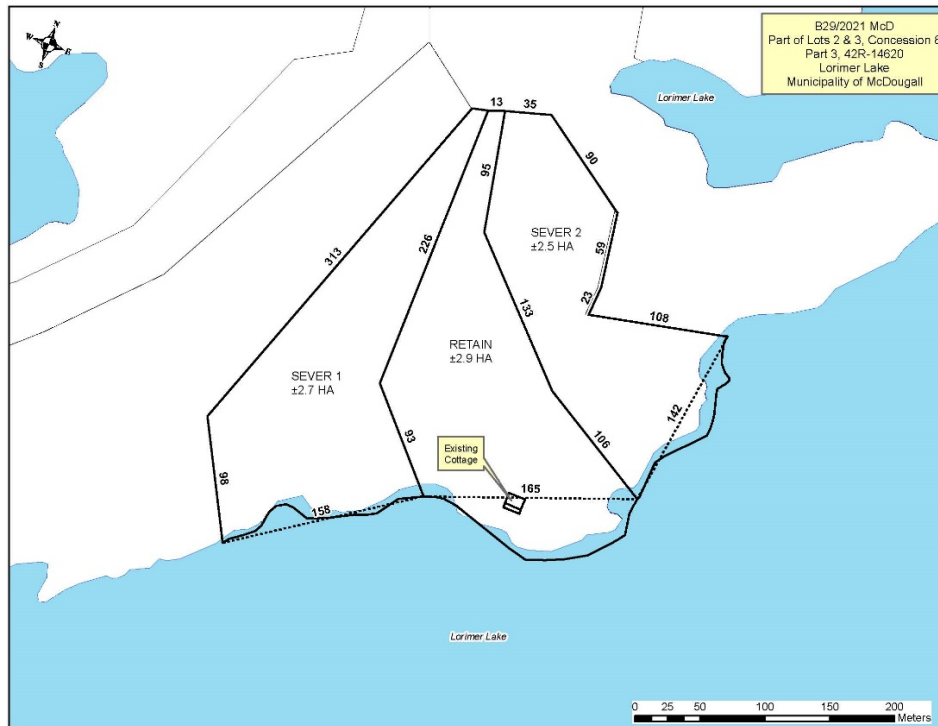 N
W
E
S
B29/2021 McD
Part of Lots 2 & 3, Concession 6
Part 3, 42R-14620
Lorimer Lake
Municipality of McDougall
Lorimer Lake
13
35
90
95
313
226
SEVER 2
±2.5 HA
59
23
133
108
RETAIN
±2.9 HA
SEVER 1
±2.7 HA
142
93
106
Existing
Cottage
98
165
158
Lorimer Lake
0 25 50 100 150 200
Meters